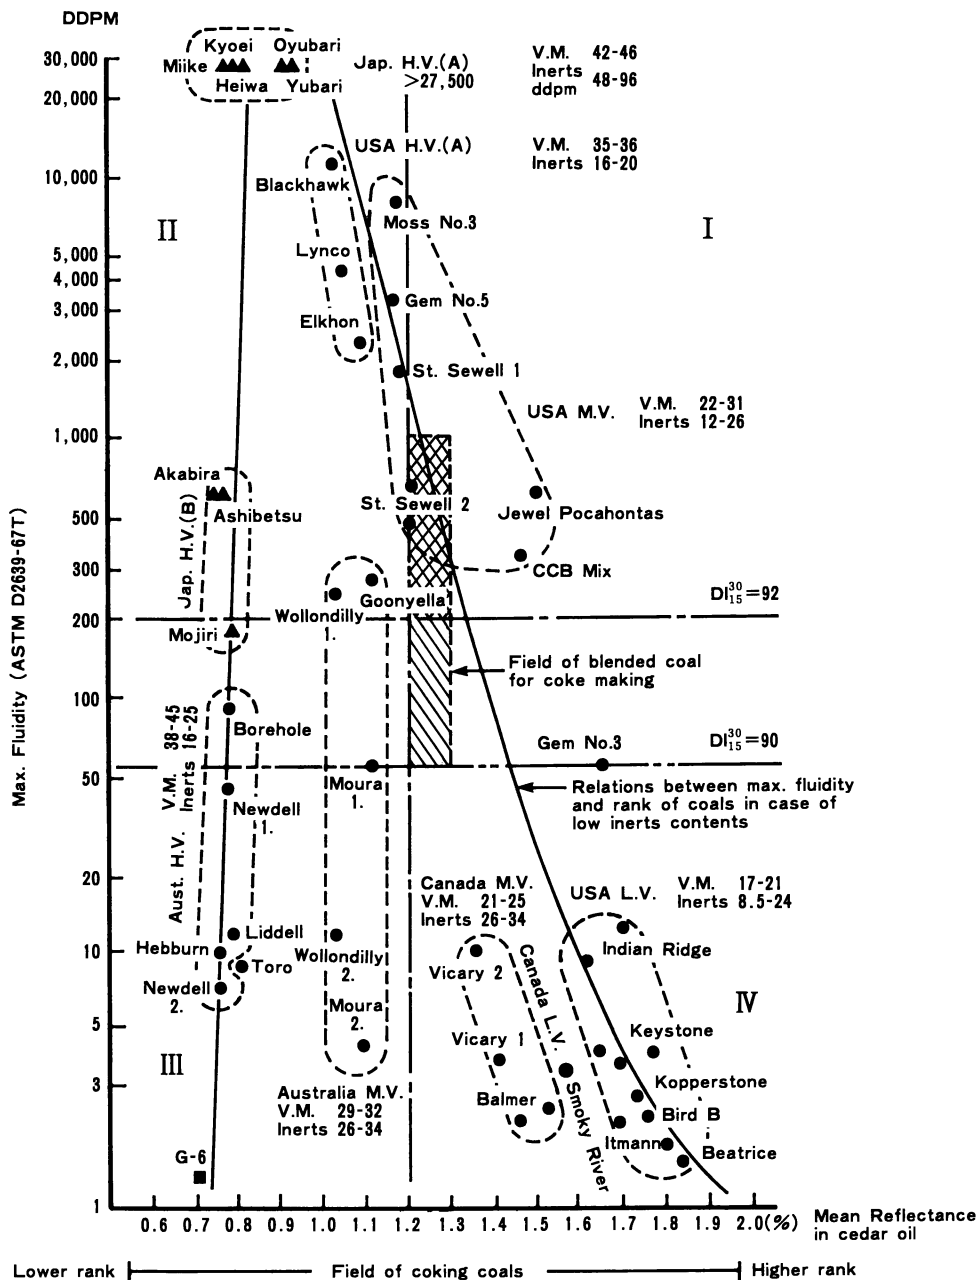 DDPM
30,000
20,000
10,000
5,000
4,000
3,000
2,000
1,000
500
400
300
200
100
50
20
10
5
3
1
Max. Fluidity (ASTM D2639-67T)
Kyoei Oyubari
Miike
Heiwa Yubari
Jap. H.V.(A)
>27,500
V.M. 42-46
Inerts 48-96
ddpm
USA H.V.(A)
V.M. 35-36
Inerts 16-20
Blackhawk
Moss No.3
II
I
Lynco
Gem No.5
Elkhon
St. Sewell 1
USA M.V. V.M. 22-31
Inerts 12-26
Akabira
Ashibetsu
Jap. H.V.(B)
St. Sewell 2
Jewel Pocahontas
CCB Mix
Goonyella
Wollondilly
1.
DI30/15=92
Mojiri
Field of blended coal
for coke making
V.M. 38-45
Inerts 16-25
Borehole
Gem No.3
DI30/15=90
Moura
1.
Relations between max. fluidity
and rank of coals in case of
low inerts contents
Newdell
1.
Aust. H.V.
Canada M.V.
V.M. 21-25
Inerts 26-34
USA L.V. V.M. 17-21
Inerts 8.5-24
Liddell
Hebburn
Toro
Newdell
2.
Wollondilly
2.
Moura
2.
Vicary 2
Indian Ridge
Canada L.V.
Smoky River
IV
III
Vicary 1
Keystone
Kopperstone
Balmer
Bird B
Itmann
Beatrice
Australia M.V.
V.M. 29-32
Inerts 26-34
G-6
0.6 0.7 0.8 0.9 1.0 1.1 1.2 1.3 1.4 1.5 1.6 1.7 1.8 1.9 2.0(%)
Mean Reflectance
in cedar oil
Lower rank Field of coking coals Higher rank